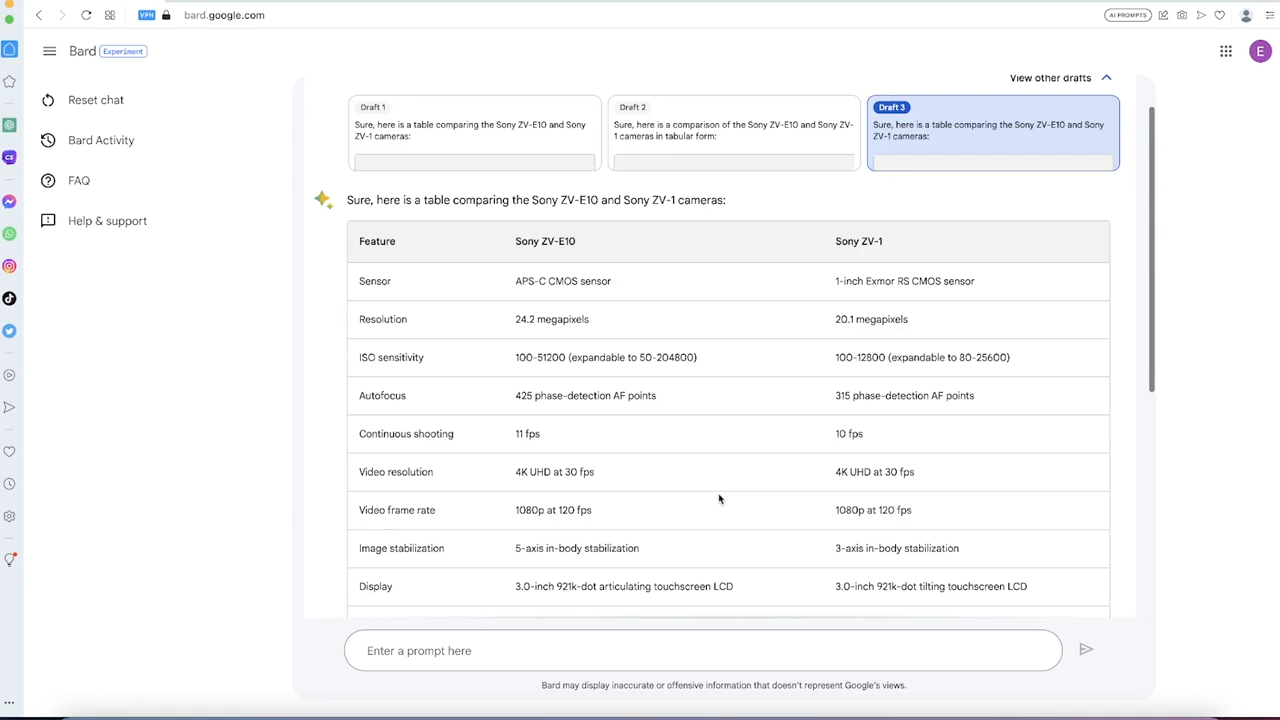 VPN
bard.google.com
AI PROMPTS
Bard
Experiment
E
Reset chat
Bard Activity
FAQ
Help & support
View other drafts
Draft 1
Sure, here is a table comparing the Sony ZV-E10 and Sony
ZV-1 cameras:
Draft 2
Sure, here is a comparison of the Sony ZV-E10 and Sony ZV-
1 cameras in tabular form:
Draft 3
Sure, here is a table comparing the Sony ZV-E10 and Sony
ZV-1 cameras:
Sure, here is a table comparing the Sony ZV-E10 and Sony ZV-1 cameras:
Feature Sony ZV-E10 Sony ZV-1
Sensor APS-C CMOS sensor 1-inch Exmor RS CMOS sensor
Resolution 24.2 megapixels 20.1 megapixels
ISO sensitivity 100-51200 (expandable to 50-204800) 100-12800 (expandable to 80-25600)
Autofocus 425 phase-detection AF points 315 phase-detection AF points
Continuous shooting 11 fps 10 fps
Video resolution 4K UHD at 30 fps 4K UHD at 30 fps
Video frame rate 1080p at 120 fps 1080p at 120 fps
Image stabilization 5-axis in-body stabilization 3-axis in-body stabilization
Display 3.0-inch 921k-dot articulating touchscreen LCD 3.0-inch 921k-dot tilting touchscreen LCD
Enter a prompt here
Bard may display inaccurate or offensive information that doesn't represent Google's views.
CS